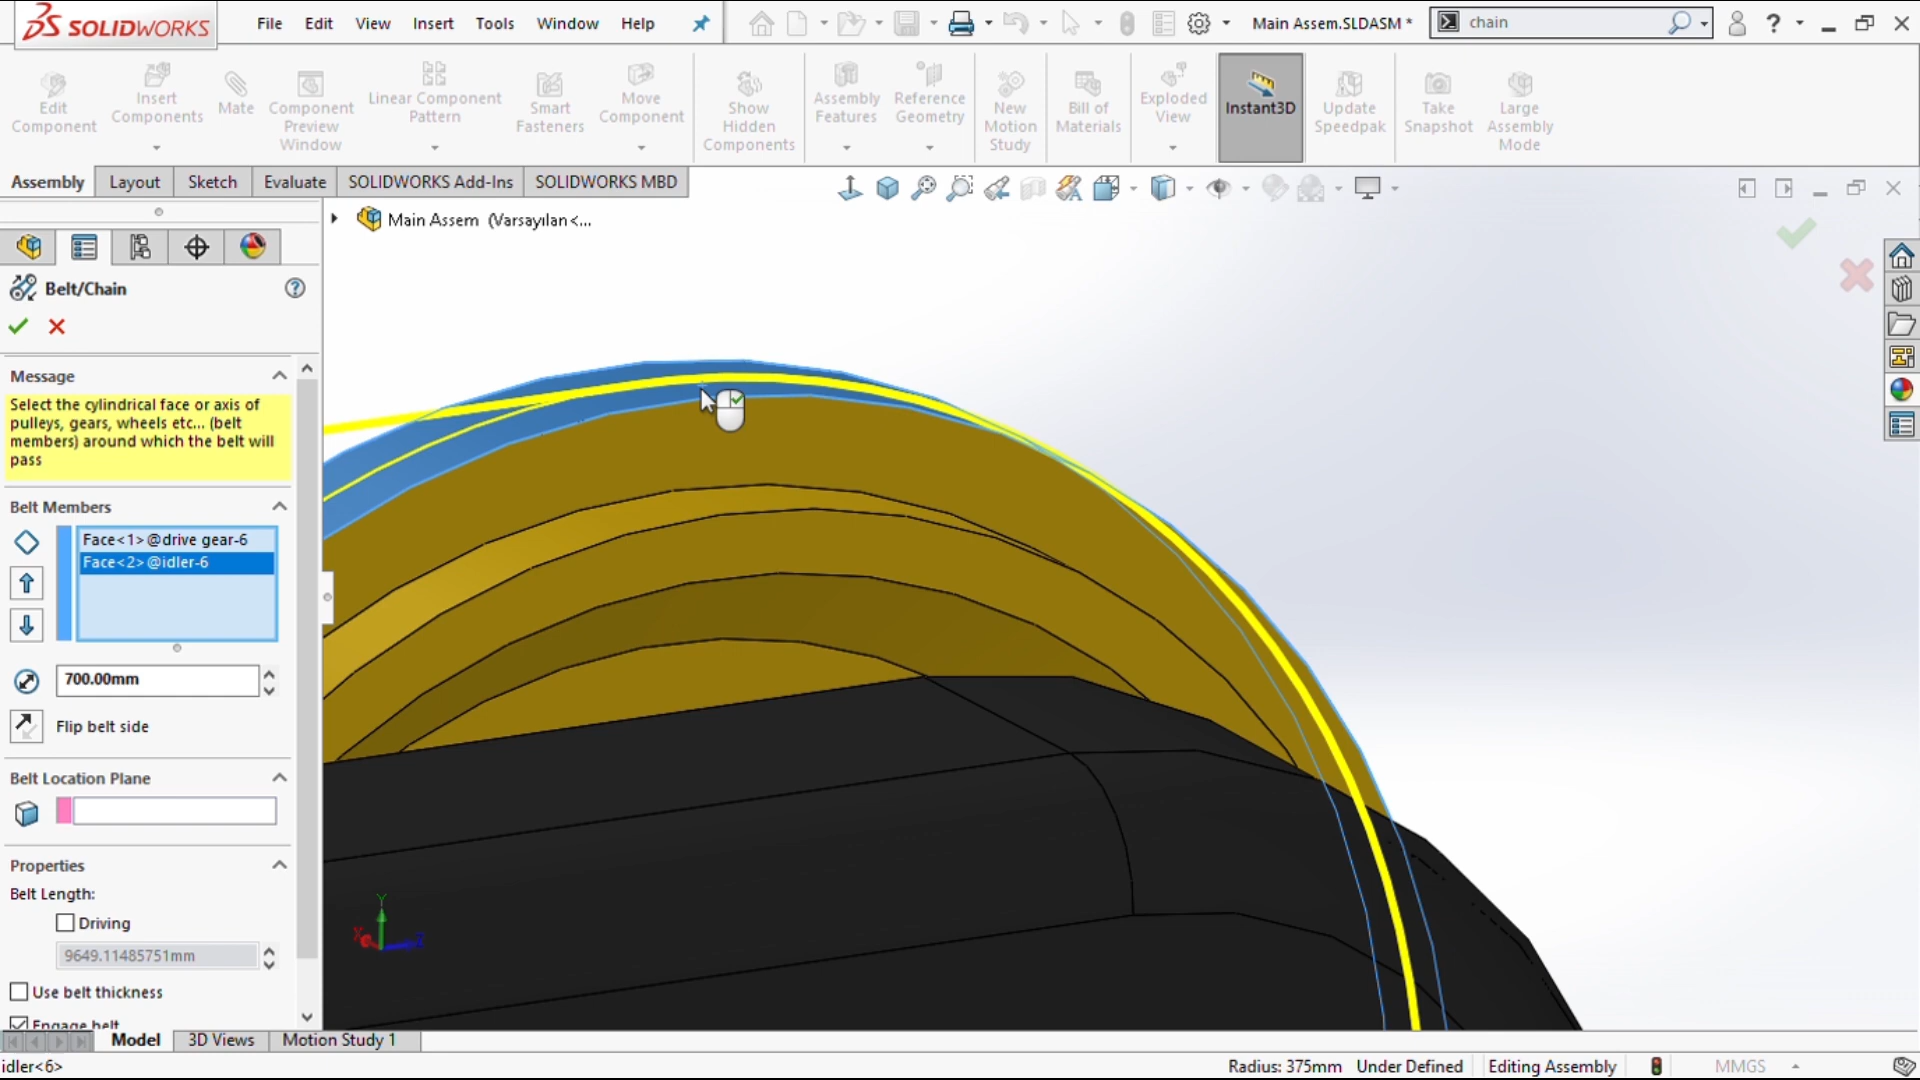 SOLIDWORKS
File Edit View Insert Tools Window Help
Main Assem.SLDASM *
chain
?
Edit Component
Insert Components
Mate
Component Preview Window
Linear Component Pattern
Smart Fasteners
Move Component
Show Hidden Components
Assembly Features
Reference Geometry
New Motion Study
Bill of Materials
Exploded View
Instant3D
Update Speedpak
Take Snapshot
Large Assembly Mode
Assembly Layout Sketch Evaluate SOLIDWORKS Add-Ins SOLIDWORKS MBD
Main Assem (Varsayılan<...
Belt/Chain
Message
Select the cylindrical face or axis of
pulleys, gears, wheels etc... (belt
members) around which the belt will
pass
Belt Members
Face<1>@drive gear-6
Face<2>@idler-6
700.00mm
Flip belt side
Belt Location Plane
Properties
Belt Length:
Driving
9649.11485751mm
Use belt thickness
Engage belt
Y
X
Z
Model 3D Views Motion Study 1
idler<6>
Radius: 375mm Under Defined Editing Assembly MMGS